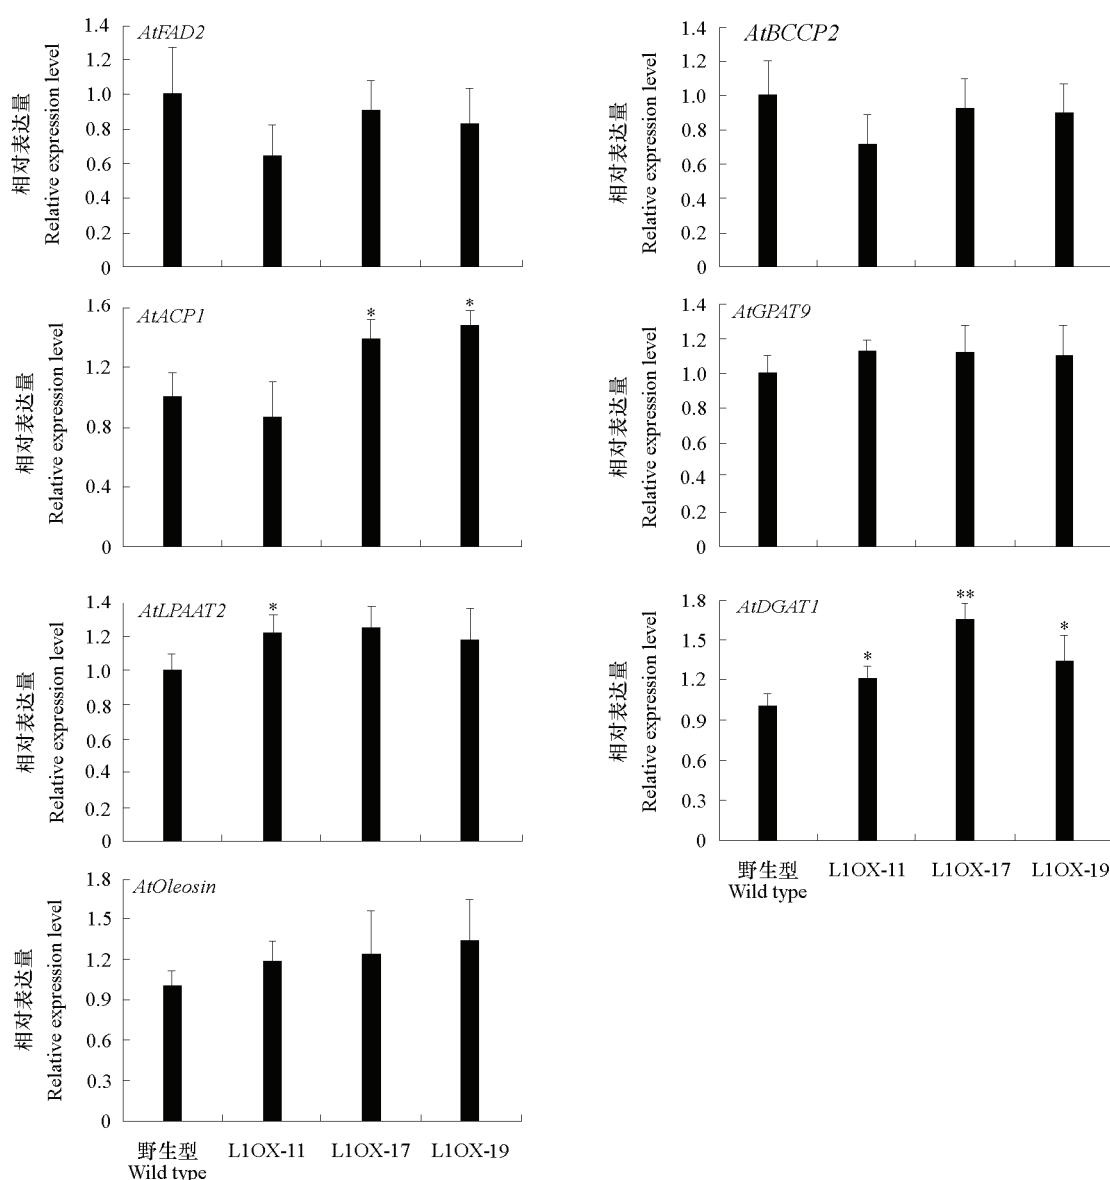 AtFAD2
相对表达量
Relative expression level
1.4
1.2
1.0
0.8
0.6
0.4
0.2
0
AtBCCP2
相对表达量
Relative expression level
1.4
1.2
1.0
0.8
0.6
0.4
0.2
0
AtACP1
相对表达量
Relative expression level
1.6
1.2
0.8
0.4
0
*
*
AtGPAT9
相对表达量
Relative expression level
1.4
1.2
1.0
0.8
0.6
0.4
0.2
0
AtLPAAT2
相对表达量
Relative expression level
1.4
1.2
1.0
0.8
0.6
0.4
0.2
0
*
AtDGAT1
相对表达量
Relative expression level
1.8
1.5
1.2
0.9
0.6
0.3
0
*
**
*
野生型 L1OX-11 L1OX-17 L1OX-19
Wild type
AtOleosin
相对表达量
Relative expression level
1.8
1.5
1.2
0.9
0.6
0.3
0
野生型 L1OX-11 L1OX-17 L1OX-19
Wild type